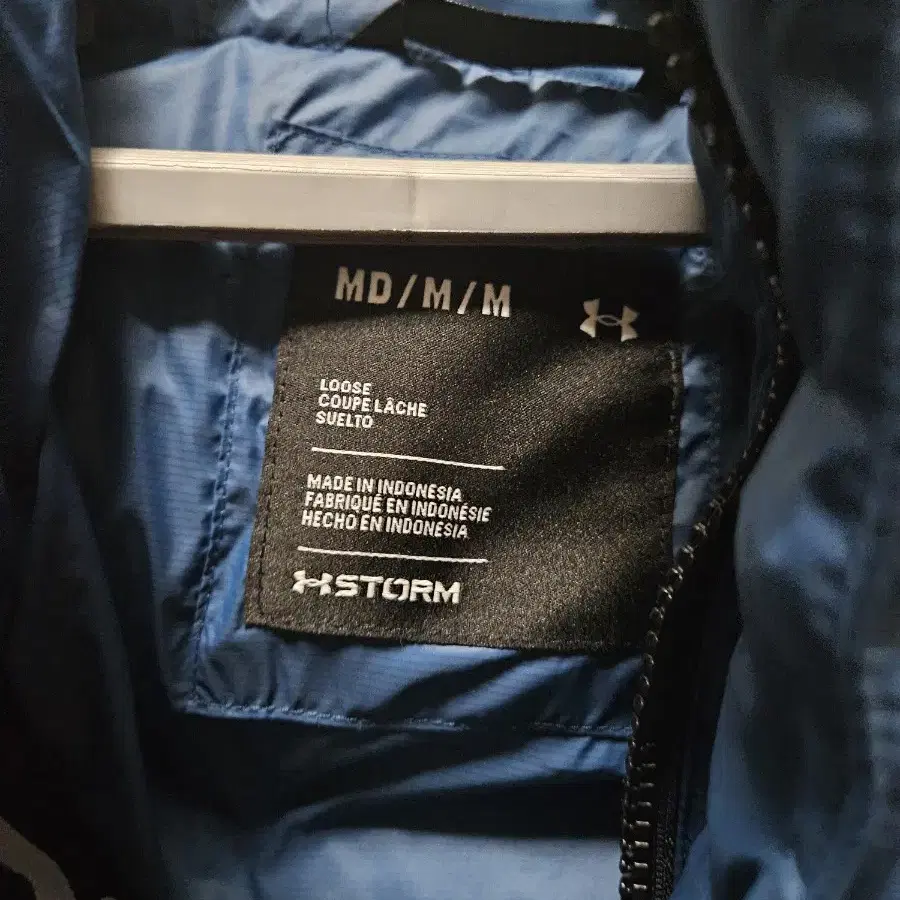 MD/M/M
LOOSE
COUPE LÂCHE
SUELTO
MADE IN INDONESIA
FABRIQUÉ EN INDONÉSIE
HECHO EN INDONESIA
STORM